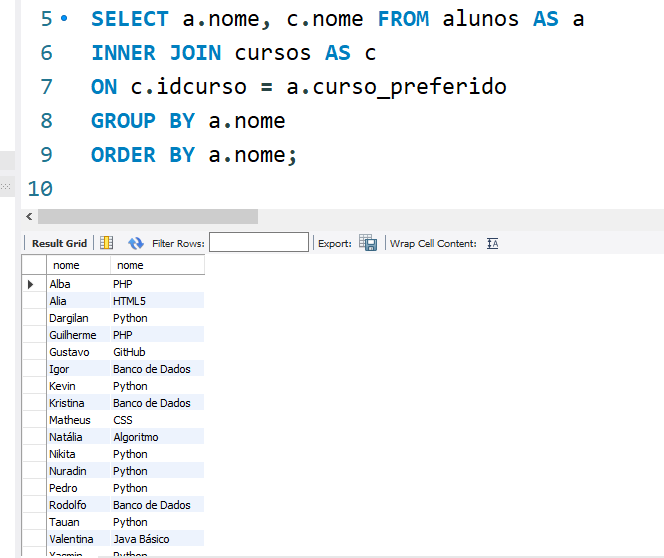 5 SELECT a.nome, c.nome FROM alunos AS a
6 INNER JOIN cursos AS c
7 ON c.idcurso = a.curso_preferido
8 GROUP BY a.nome
9 ORDER BY a.nome;
10
Result Grid Filter Rows: Export: Wrap Cell Content:
nome nome
Alba PHP
Alia HTML5
Dargilan Python
Guilherme PHP
Gustavo GitHub
Igor Banco de Dados
Kevin Python
Kristina Banco de Dados
Matheus CSS
Natália Algoritmo
Nikita Python
Nuradin Python
Pedro Python
Rodolfo Banco de Dados
Tauan Python
Valentina Java Básico
Yasmin Python